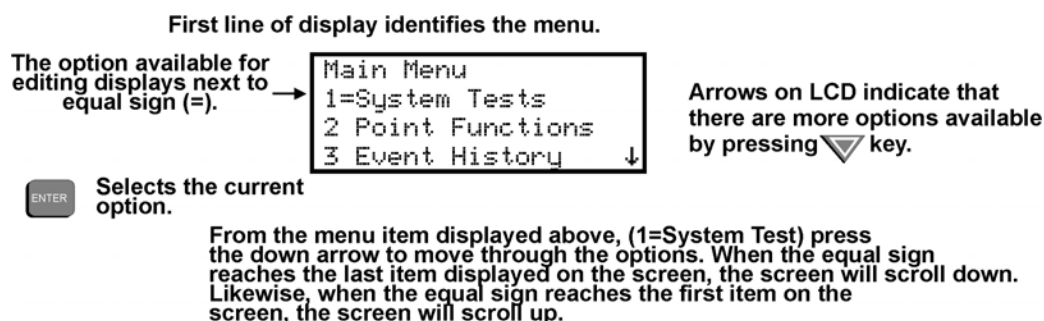 First line of display identifies the menu.
The option available for
editing displays next to
equal sign (=).
Main Menu
1=System Tests
2 Point Functions
3 Event History ↓
Arrows on LCD indicate that
there are more options available
by pressing key.
ENTER
Selects the current
option.
From the menu item displayed above, (1=System Test) press
the down arrow to move through the options. When the equal sign
reaches the last item displayed on the screen, the screen will scroll down.
Likewise, when the equal sign reaches the first item on the
screen, the screen will scroll up.